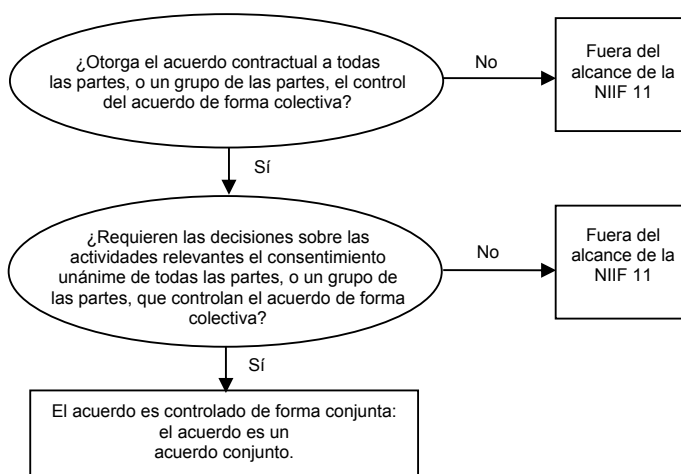 ¿Otorga el acuerdo contractual a todas
las partes, o un grupo de las partes, el control
del acuerdo de forma colectiva?
No
Fuera del
alcance de la
NIIF 11
Sí
¿Requieren las decisiones sobre las
actividades relevantes el consentimiento
unánime de todas las partes, o un grupo de
las partes, que controlan el acuerdo de forma
colectiva?
No
Fuera del
alcance de la
NIIF 11
Sí
El acuerdo es controlado de forma conjunta:
el acuerdo es un
acuerdo conjunto.